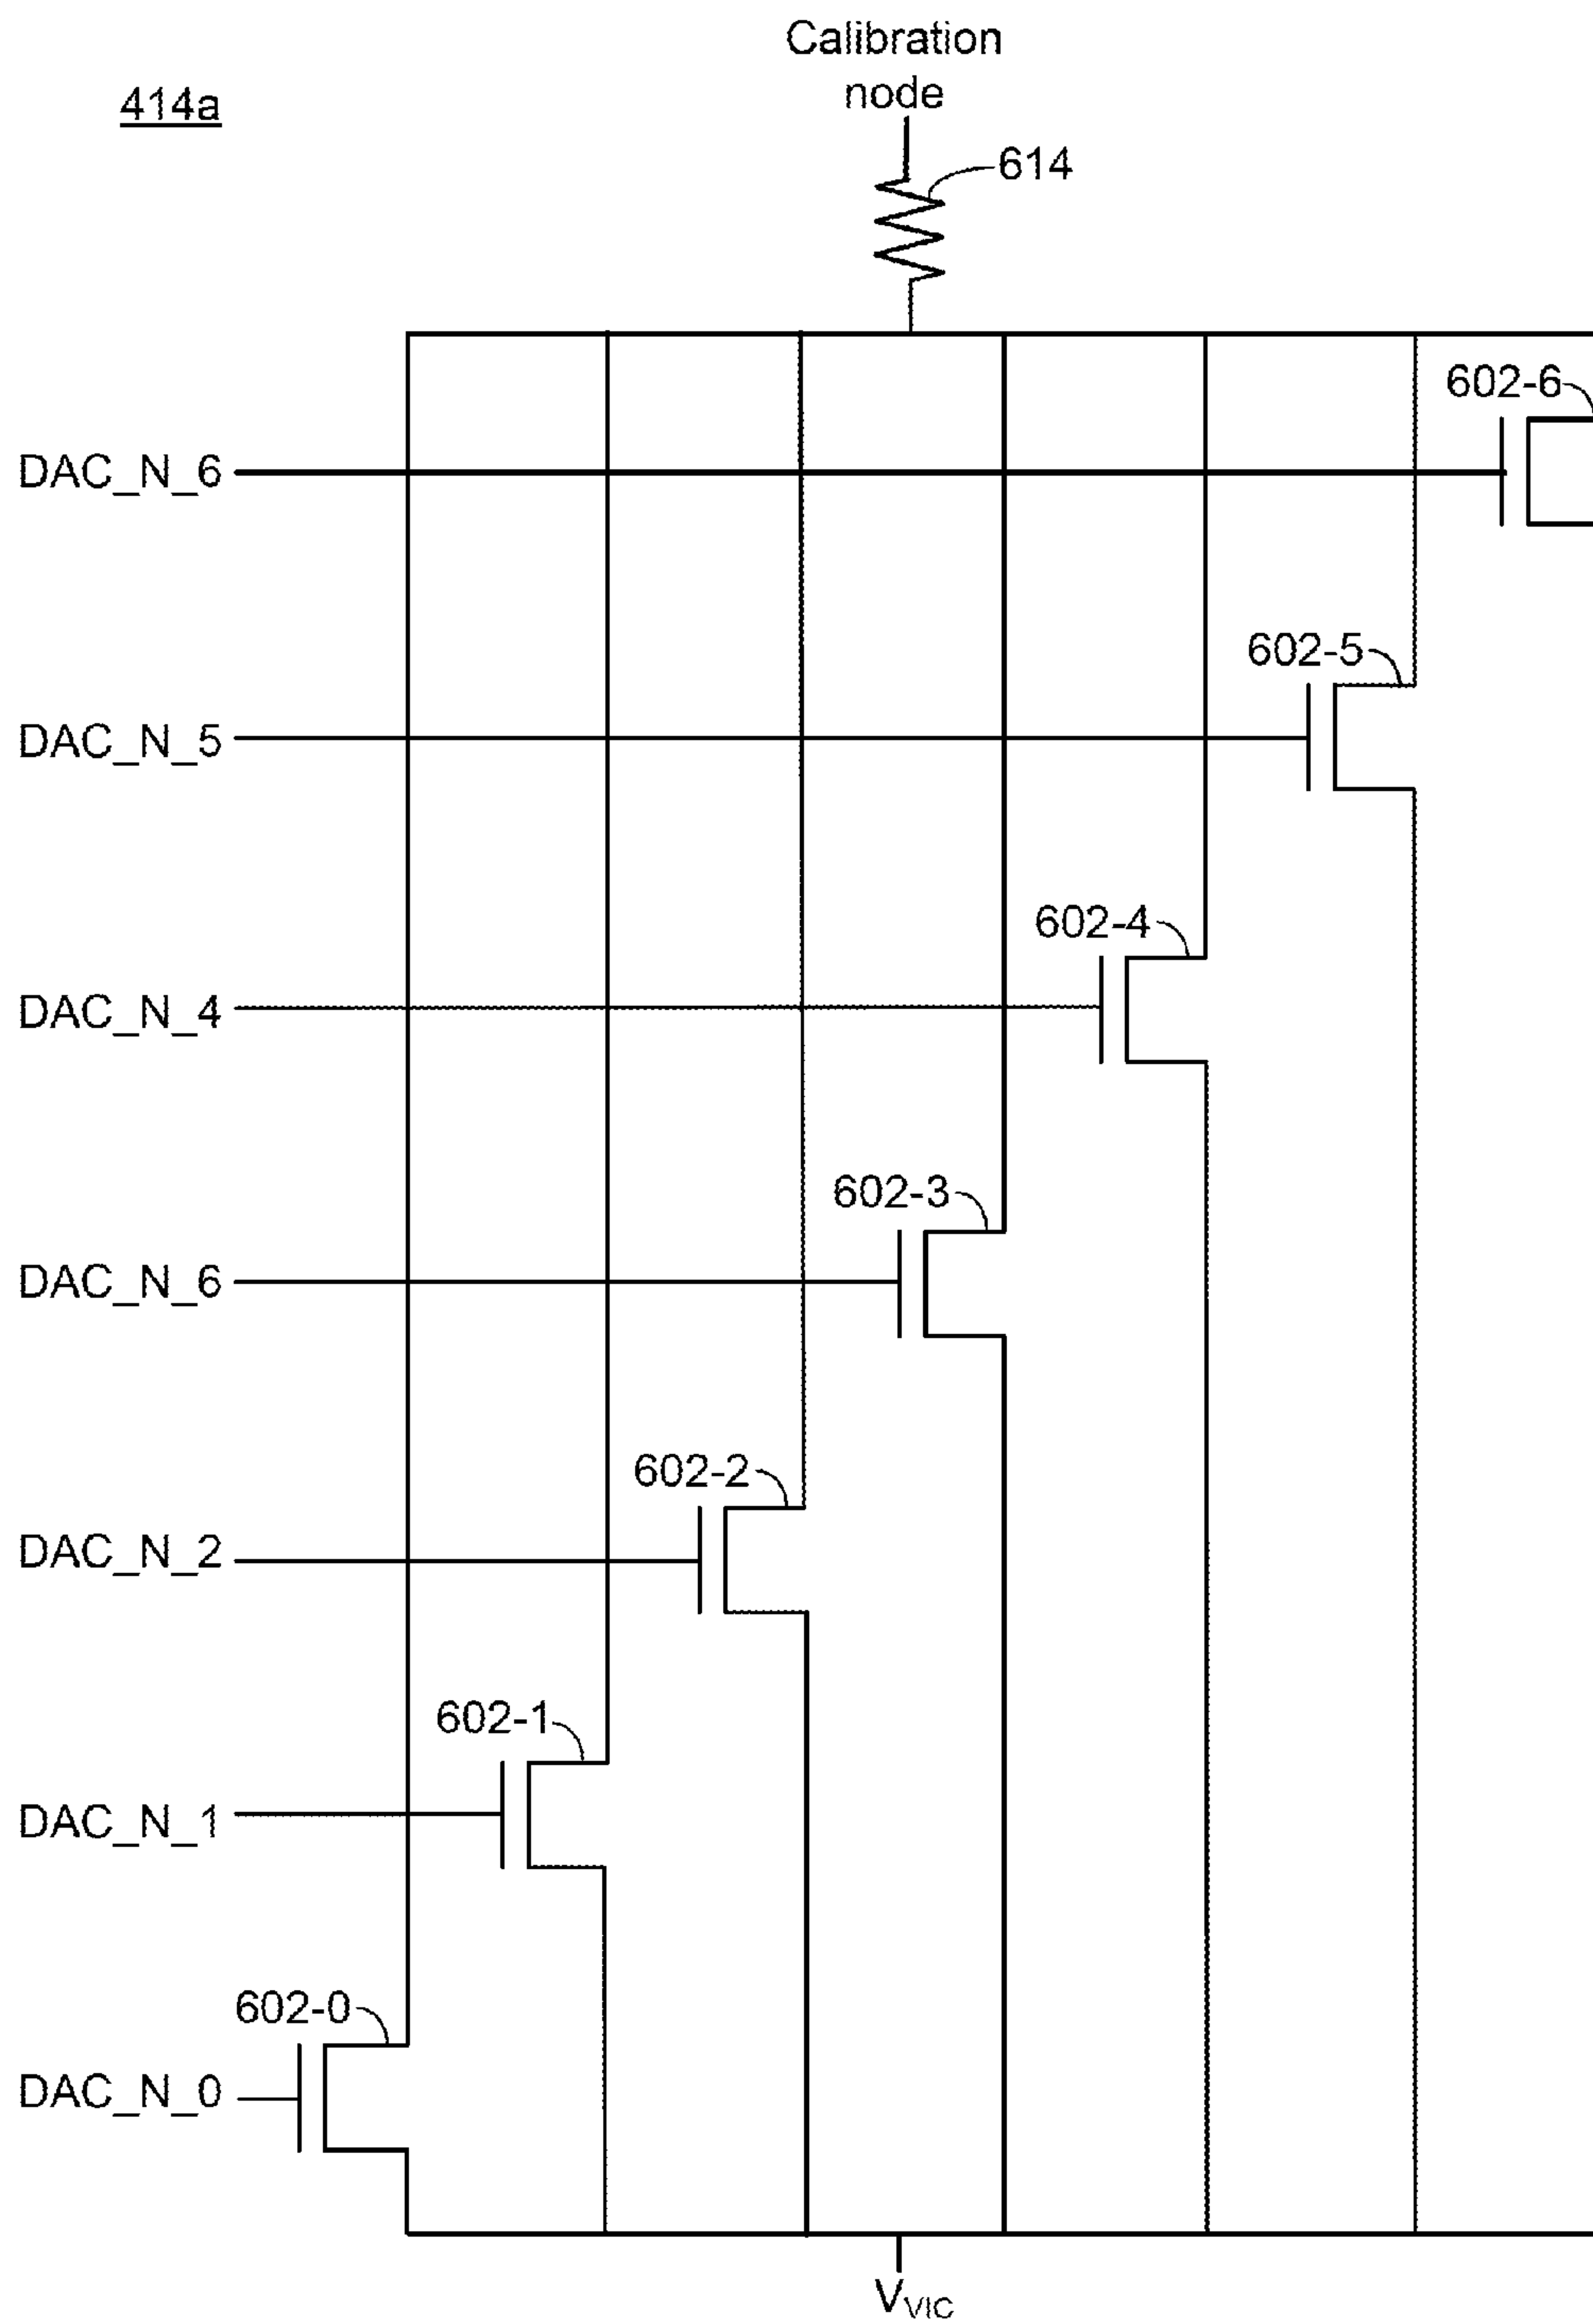 Calibration
node
414a
614
602-6
DAC_N_6
602-5
DAC_N_5
602-4
DAC_N_4
602-3
DAC_N_6
602-2
DAC_N_2
602-1
DAC_N_1
602-0
DAC_N_0
VVIC